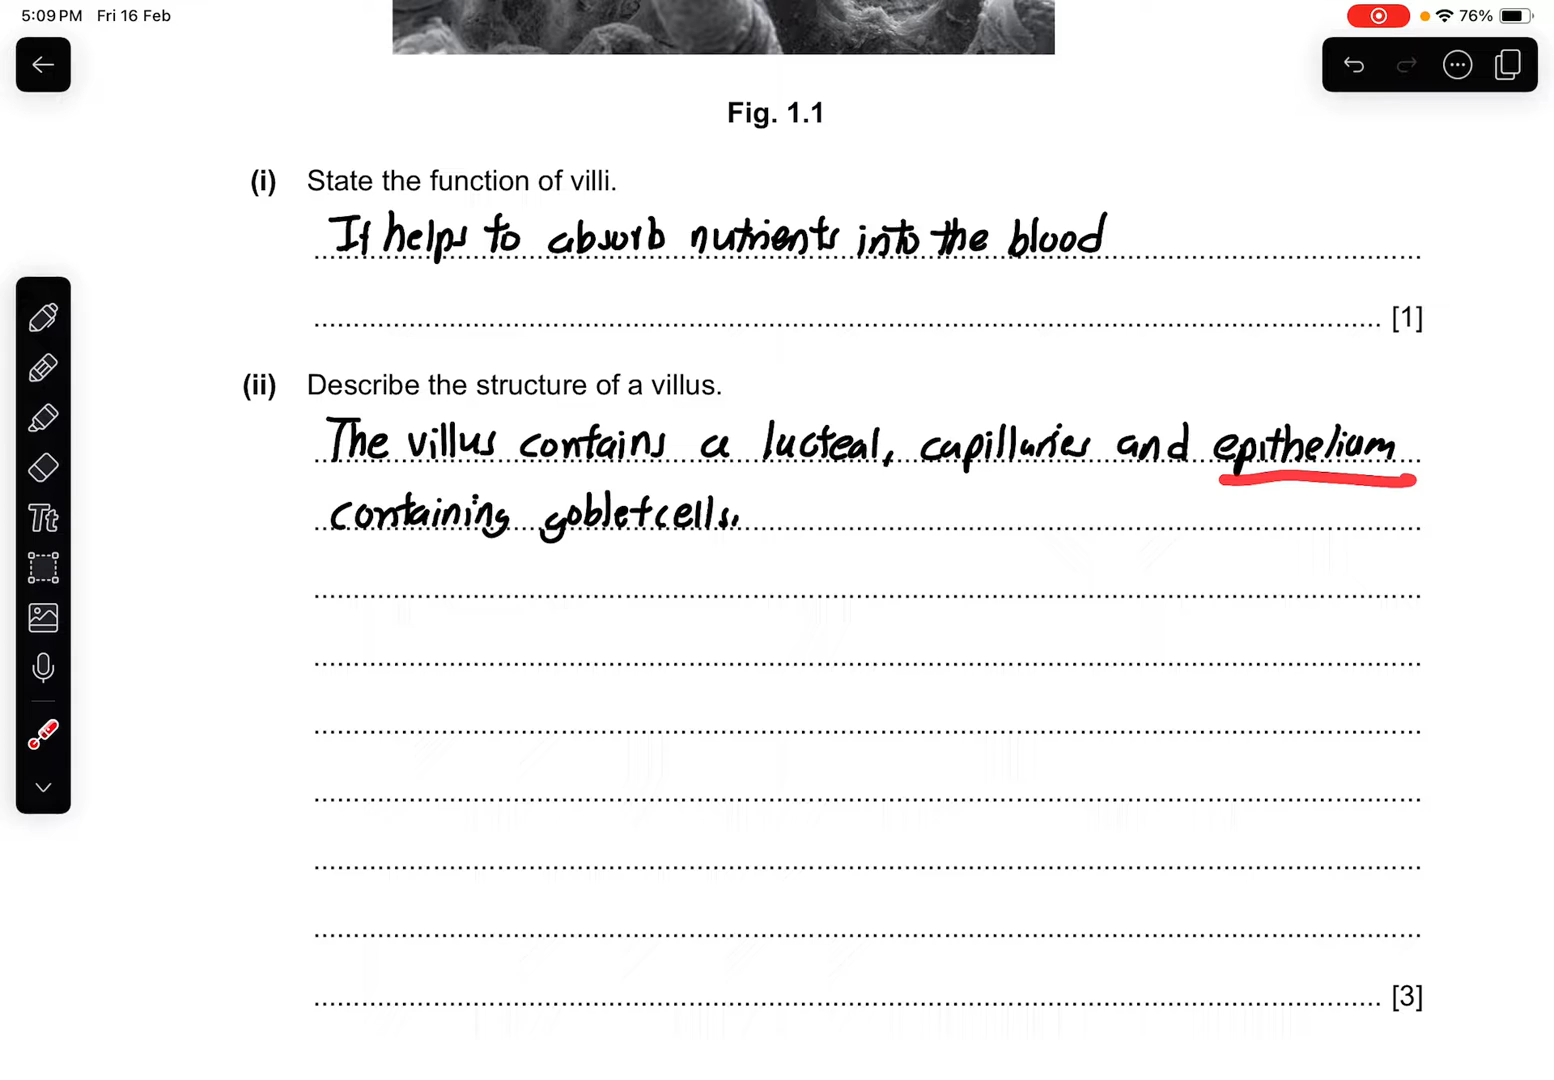 5:09 PM Fri 16 Feb
76%
Fig. 1.1
(i) State the function of villi.
It helps to absorb nutrients into the blood
[1]
(ii) Describe the structure of a villus.
The villus contains a lacteal, capillaries and epithelium
containing goblet cells.
[3]
Tt